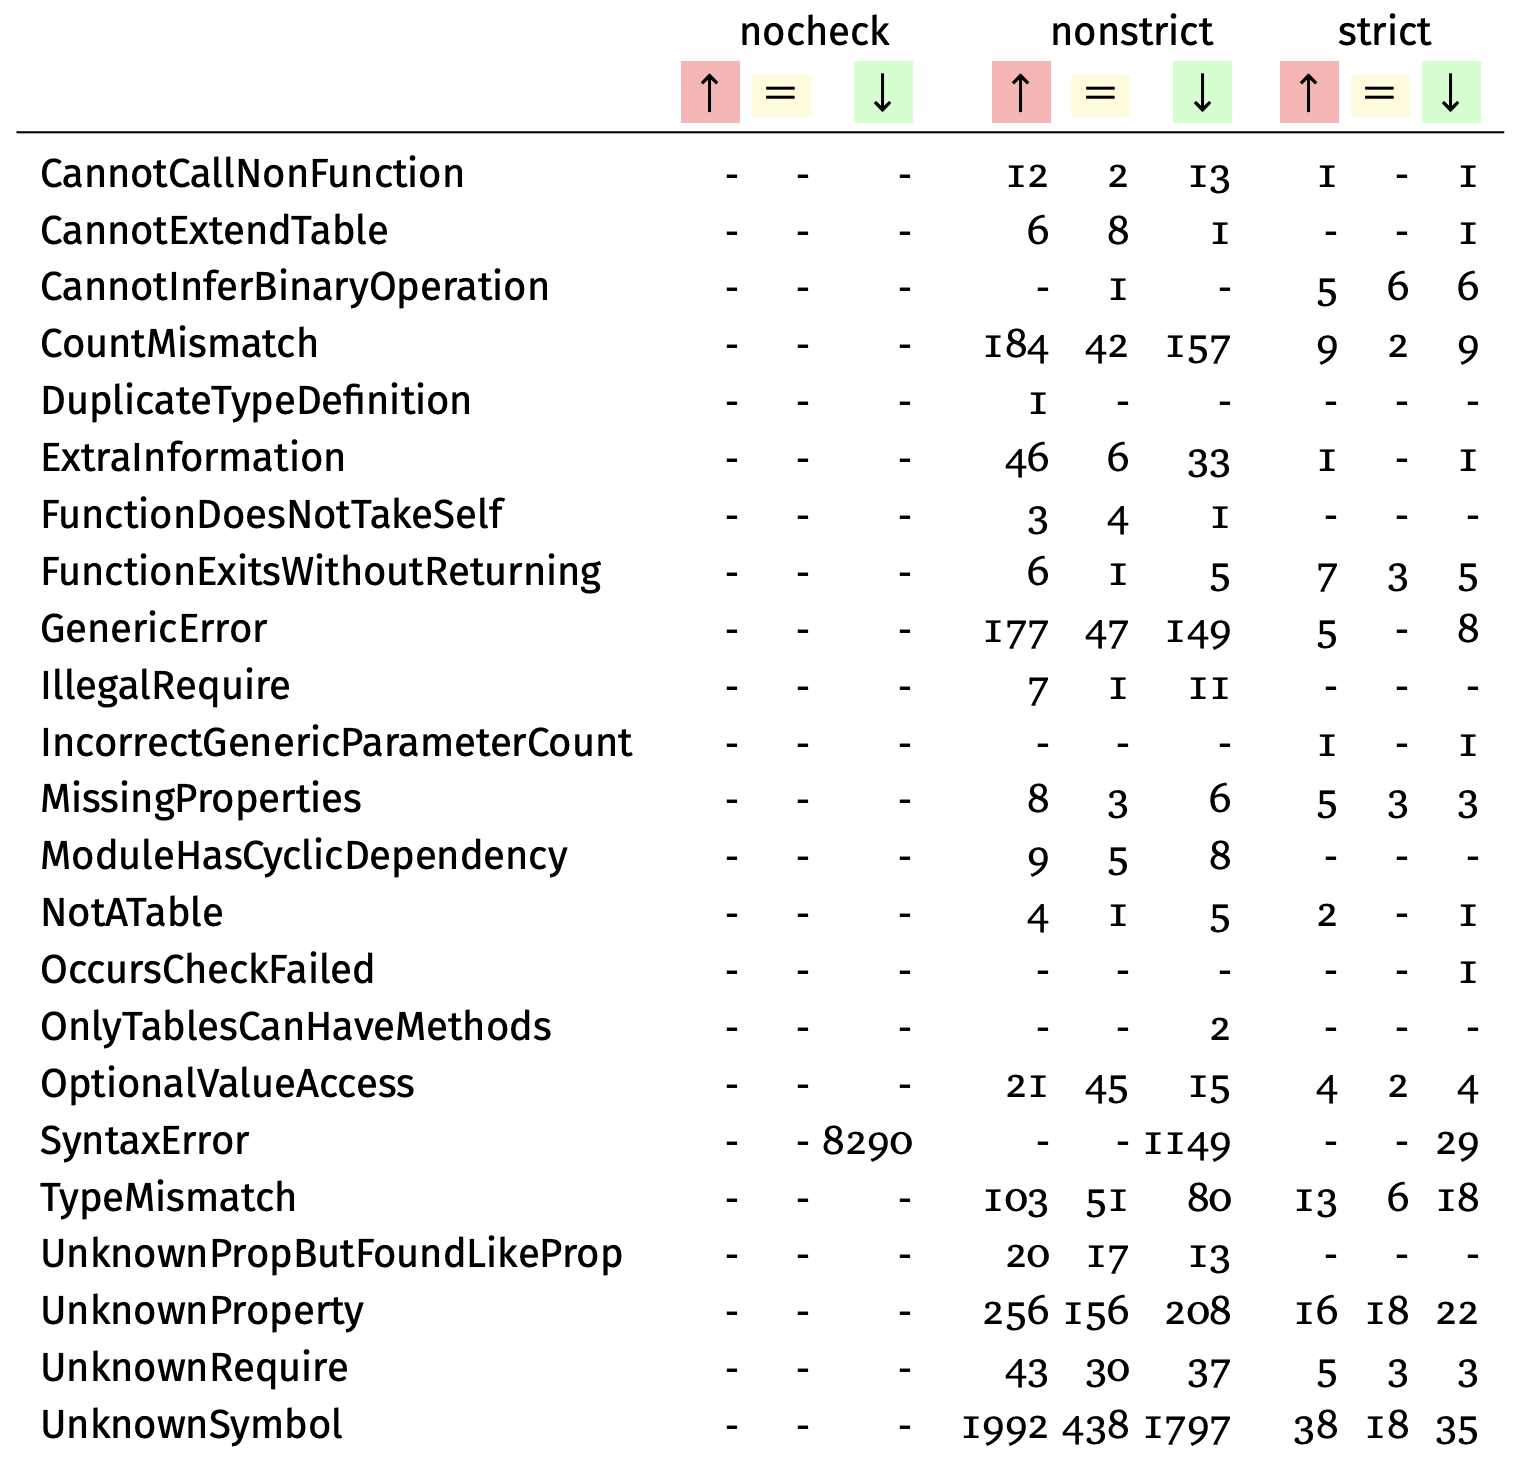 nocheck nonstrict strict
↑ = ↓ ↑ = ↓ ↑ = ↓
CannotCallNonFunction - - - 12 2 13 1 - 1
CannotExtendTable - - - 6 8 1 - - 1
CannotInferBinaryOperation - - - - 1 - 5 6 6
CountMismatch - - - 184 42 157 9 2 9
DuplicateTypeDefinition - - - 1 - - - - -
ExtraInformation - - - 46 6 33 1 - 1
FunctionDoesNotTakeSelf - - - 3 4 1 - - -
FunctionExitsWithoutReturning - - - 6 1 5 7 3 5
GenericError - - - 177 47 149 5 - 8
IllegalRequire - - - 7 1 11 - - -
IncorrectGenericParameterCount - - - - - - 1 - 1
MissingProperties - - - 8 3 6 5 3 3
ModuleHasCyclicDependency - - - 9 5 8 - - -
NotATable - - - 4 1 5 2 - 1
OccursCheckFailed - - - - - - - - 1
OnlyTablesCanHaveMethods - - - - - 2 - - -
OptionalValueAccess - - - 21 45 15 4 2 4
SyntaxError - - 8290 - - 1149 - - 29
TypeMismatch - - - 103 51 80 13 6 18
UnknownPropButFoundLikeProp - - - 20 17 13 - - -
UnknownProperty - - - 256 156 208 16 18 22
UnknownRequire - - - 43 30 37 5 3 3
UnknownSymbol - - - 1992 438 1797 38 18 35